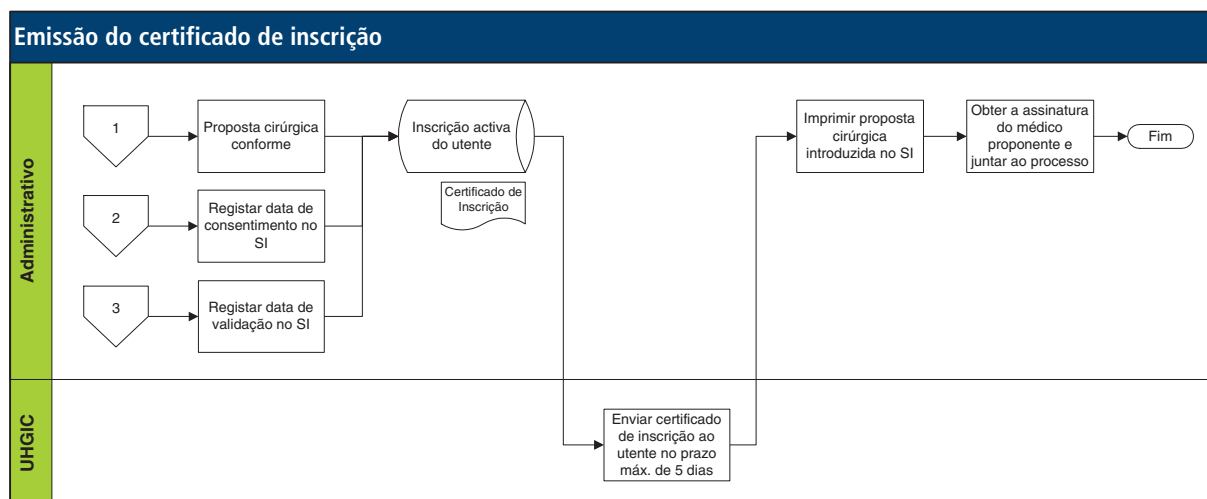 Emissão do certificado de inscrição
Administrativo
1
Proposta cirúrgica
conforme
Inscrição activa
do utente
Certificado de
Inscrição
2
Registar data de
consentimento no
SI
3
Registar data de
validação no SI
Imprimir proposta
cirúrgica
introduzida no SI
Obter a assinatura
do médico
proponente e
juntar ao processo
Fim
UHGIC
Enviar certificado
de inscrição ao
utente no prazo
máx. de 5 dias